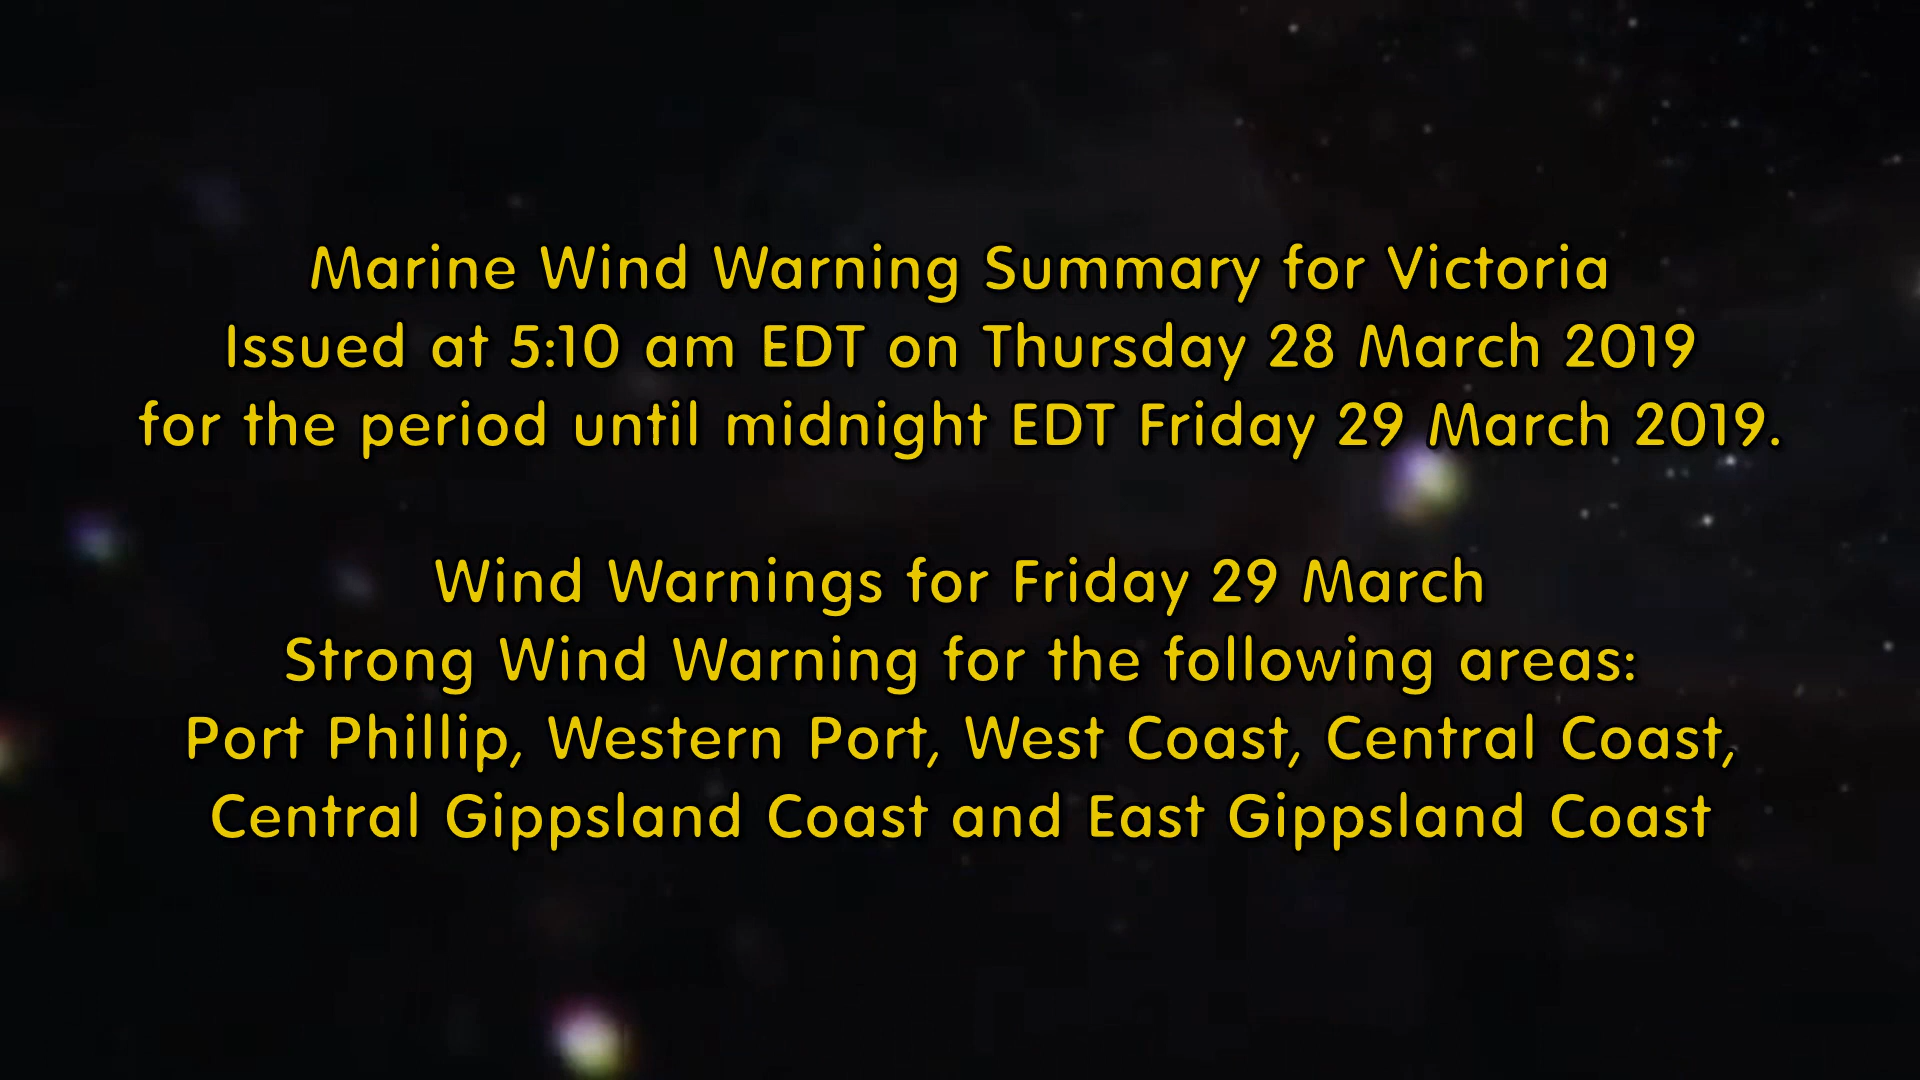 Marine Wind Warning Summary for Victoria
Issued at 5:10 am EDT on Thursday 28 March 2019
for the period until midnight EDT Friday 29 March 2019.
Wind Warnings for Friday 29 March
Strong Wind Warning for the following areas:
Port Phillip, Western Port, West Coast, Central Coast,
Central Gippsland Coast and East Gippsland Coast